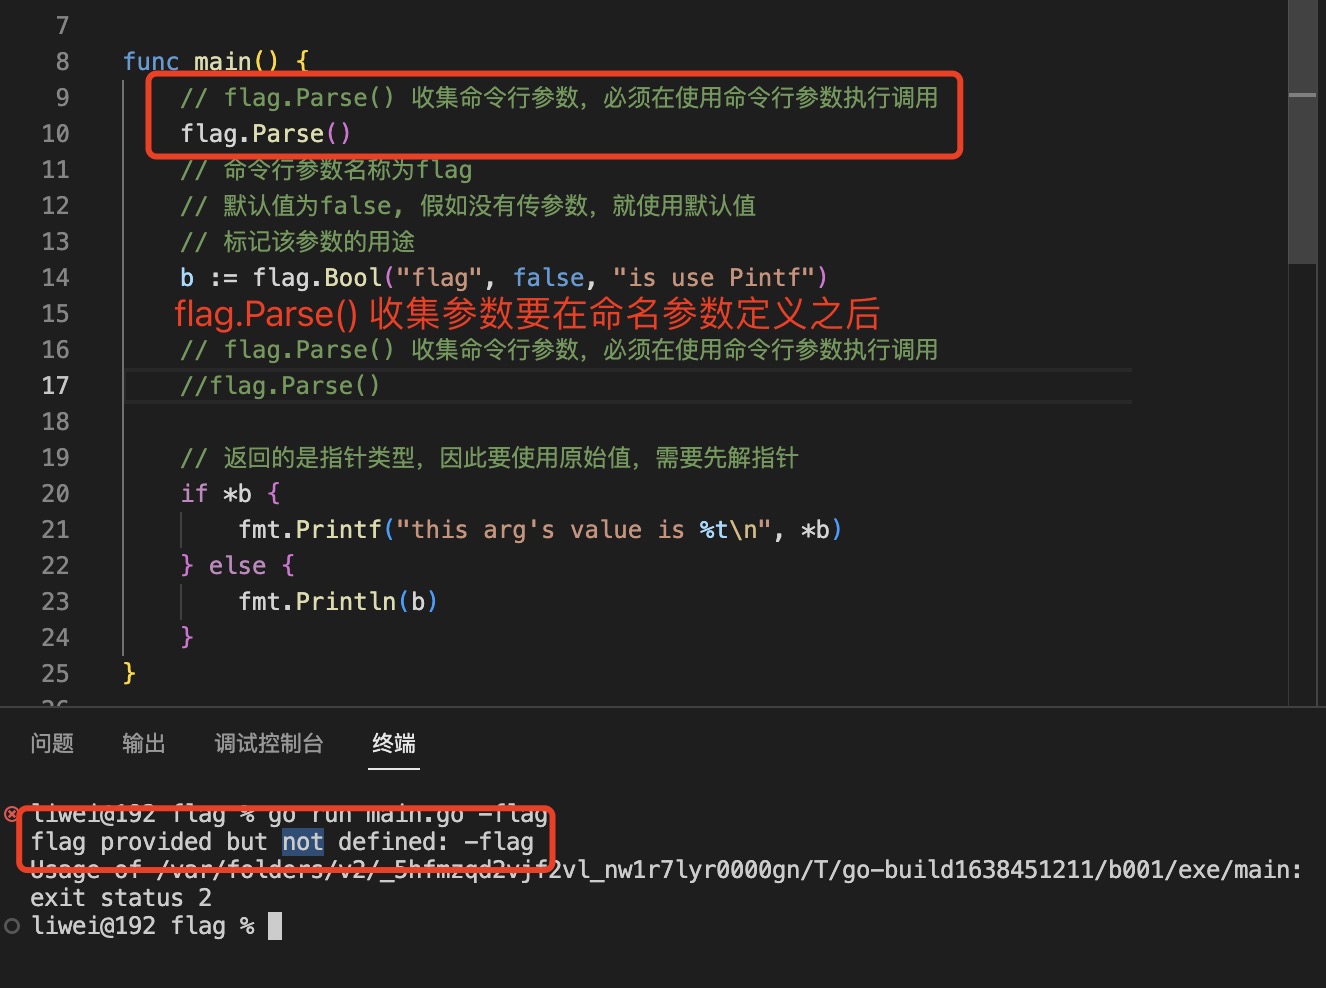 7
8 func main() {
9 // flag.Parse() 收集命令行参数，必须在使用命令行参数执行调用
10 flag.Parse()
11 // 命令行参数名称为flag
12 // 默认值为false, 假如没有传参数，就使用默认值
13 // 标记该参数的用途
14 b := flag.Bool("flag", false, "is use Pintf")
15 flag.Parse() 收集参数要在命名参数定义之后
16 // flag.Parse() 收集命令行参数，必须在使用命令行参数执行调用
17 //flag.Parse()
18
19 // 返回的是指针类型，因此要使用原始值，需要先解指针
20 if *b {
21 fmt.Printf("this arg's value is %t\n", *b)
22 } else {
23 fmt.Println(b)
24 }
25 }
26
问题 输出 调试控制台 终端
liwei@192 flag % go run main.go -flag
flag provided but not defined: -flag
Usage of /var/folders/v2/_5hfmzqd2vjf2vl_nw1r7lyr0000gn/T/go-build1638451211/b001/exe/main:
exit status 2
liwei@192 flag %